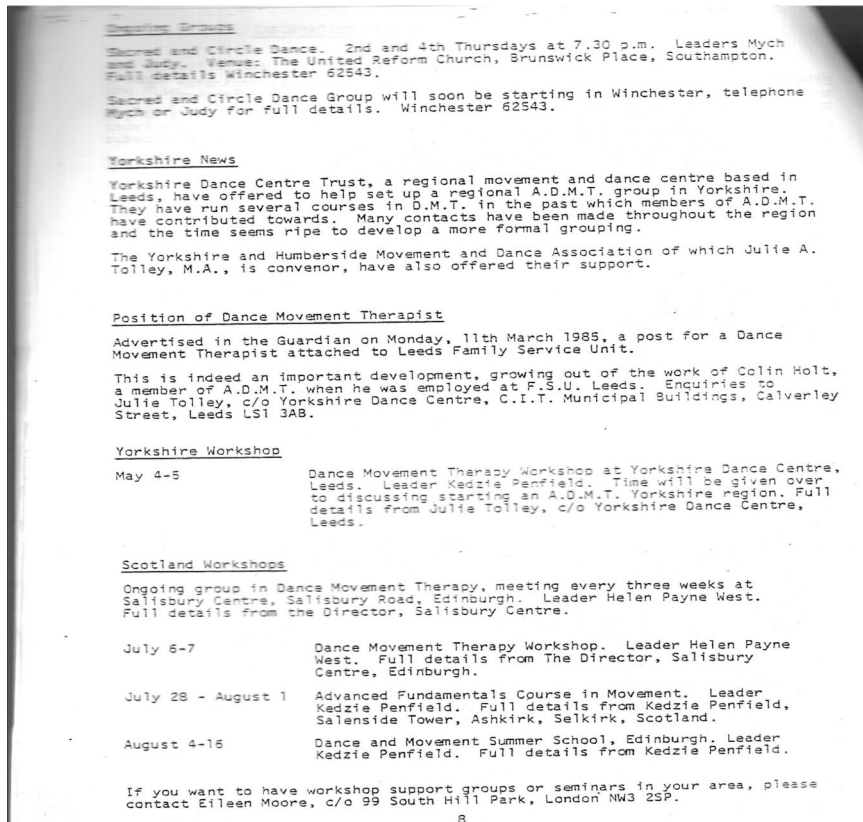 Ongoing Groups
Sacred and Circle Dance. 2nd and 4th Thursdays at 7.30 p.m. Leaders Mych
and Judy. Venue: The United Reform Church, Brunswick Place, Southampton.
Full details Winchester 62543.
Sacred and Circle Dance Group will soon be starting in Winchester, telephone
Mych or Judy for full details. Winchester 62543.
Yorkshire News
Yorkshire Dance Centre Trust, a regional movement and dance centre based in
Leeds, have offered to help set up a regional A.D.M.T. group in Yorkshire.
They have run several courses in D.M.T. in the past which members of A.D.M.T.
have contributed towards. Many contacts have been made throughout the region
and the time seems ripe to develop a more formal grouping.
The Yorkshire and Humberside Movement and Dance Association of which Julie A.
Tolley, M.A., is convenor, have also offered their support.
Position of Dance Movement Therapist
Advertised in the Guardian on Monday, 11th March 1985, a post for a Dance
Movement Therapist attached to Leeds Family Service Unit.
This is indeed an important development, growing out of the work of Colin Holt,
a member of A.D.M.T. when he was employed at F.S.U. Leeds. Enquiries to
Julie Tolley, c/o Yorkshire Dance Centre, C.I.T. Municipal Buildings, Calverley
Street, Leeds LS1 3AB.
Yorkshire Workshop
May 4-5 Dance Movement Therapy Workshop at Yorkshire Dance Centre,
Leeds. Leader Kedzie Penfield. Time will be given over
to discussing starting an A.D.M.T. Yorkshire region. Full
details from Julie Tolley, c/o Yorkshire Dance Centre,
Leeds.
Scotland Workshops
Ongoing group in Dance Movement Therapy, meeting every three weeks at
Salisbury Centre, Salisbury Road, Edinburgh. Leader Helen Payne West.
Full details from the Director, Salisbury Centre.
July 6-7 Dance Movement Therapy Workshop. Leader Helen Payne
West. Full details from The Director, Salisbury
Centre, Edinburgh.
July 28 - August 1 Advanced Fundamentals Course in Movement. Leader
Kedzie Penfield. Full details from Kedzie Penfield,
Salenside Tower, Ashkirk, Selkirk, Scotland.
August 4-16 Dance and Movement Summer School, Edinburgh. Leader
Kedzie Penfield. Full details from Kedzie Penfield.
If you want to have workshop support groups or seminars in your area, please
contact Eileen Moore, c/o 99 South Hill Park, London NW3 2SP.
8